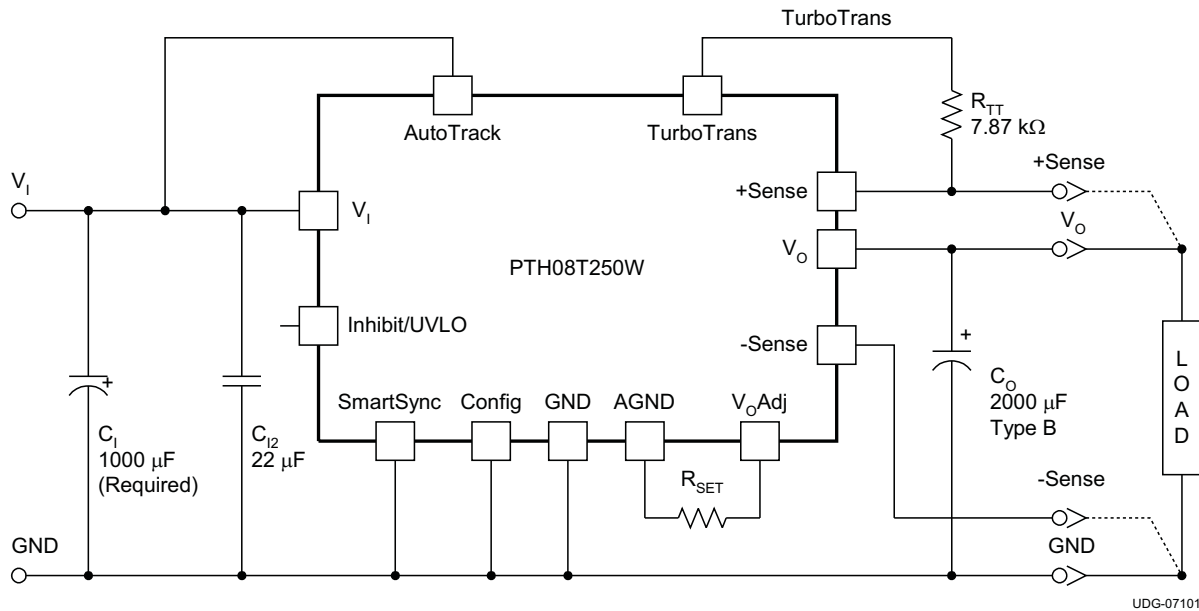 TurboTrans
AutoTrack
TurboTrans
R_TT
7.87 kΩ
+Sense
V_I
V_I
+Sense
V_O
V_O
PTH08T250W
Inhibit/UVLO
-Sense
+
+
C_I
1000 μF
(Required)
C_I2
22 μF
SmartSync
Config
GND
AGND
V_OAdj
R_SET
C_O
2000 μF
Type B
LOAD
-Sense
GND
GND
UDG-07101